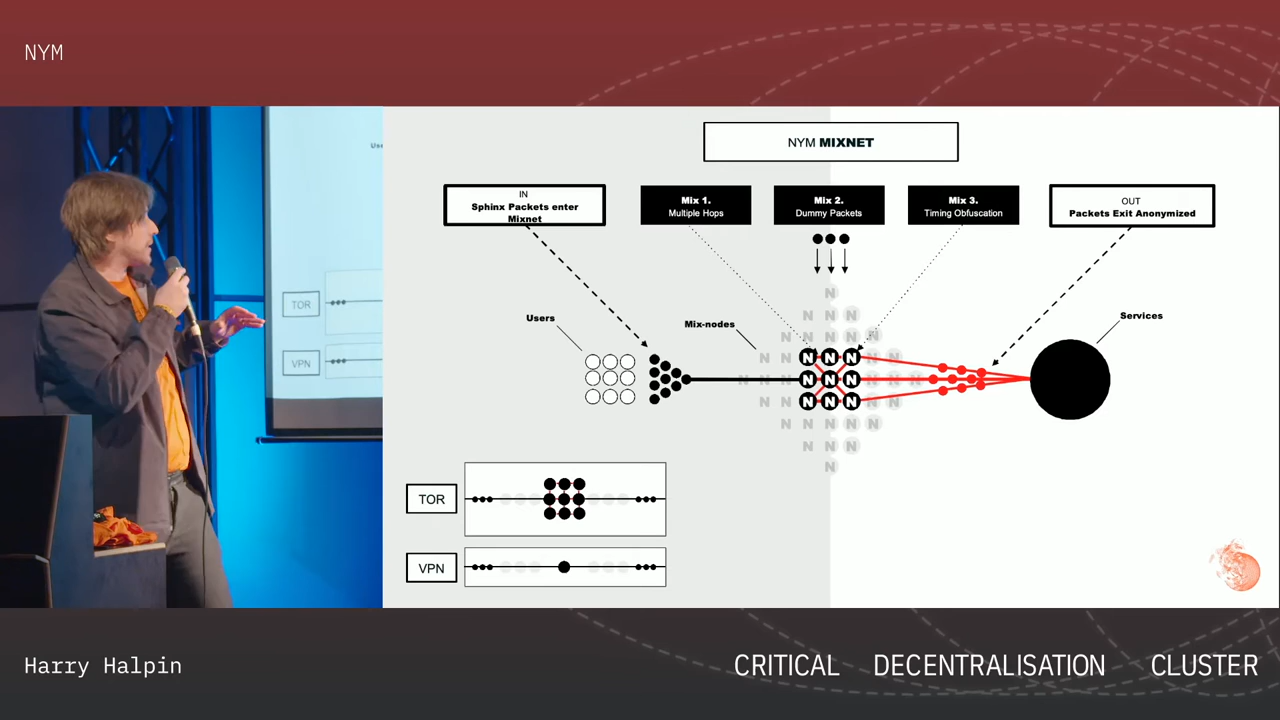 NYM
NYM MIXNET
IN
Sphinx Packets enter
Mixnet
Mix 1.
Multiple Hops
Mix 2.
Dummy Packets
Mix 3.
Timing Obfuscation
OUT
Packets Exit Anonymized
Users
Mix-nodes
Services
N
N N N
N N N N
N N N N N N N
N N N N N N N N N
N N N N N N N
N N N N N
N N N
N
TOR
VPN
Use
TOR
VPN
Harry Halpin
CRITICAL DECENTRALISATION CLUSTER